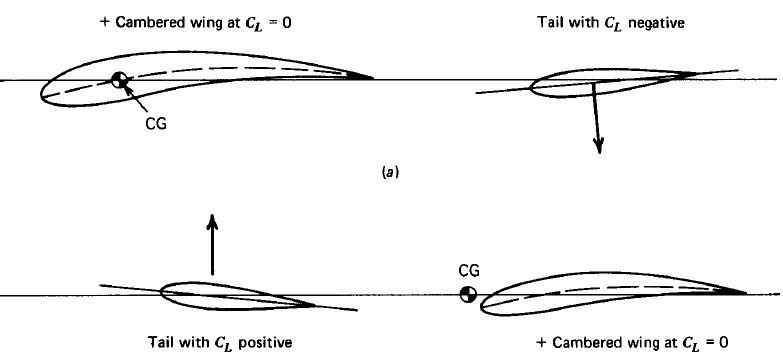 + Cambered wing at C_L = 0
Tail with C_L negative
CG
(a)
CG
Tail with C_L positive
+ Cambered wing at C_L = 0